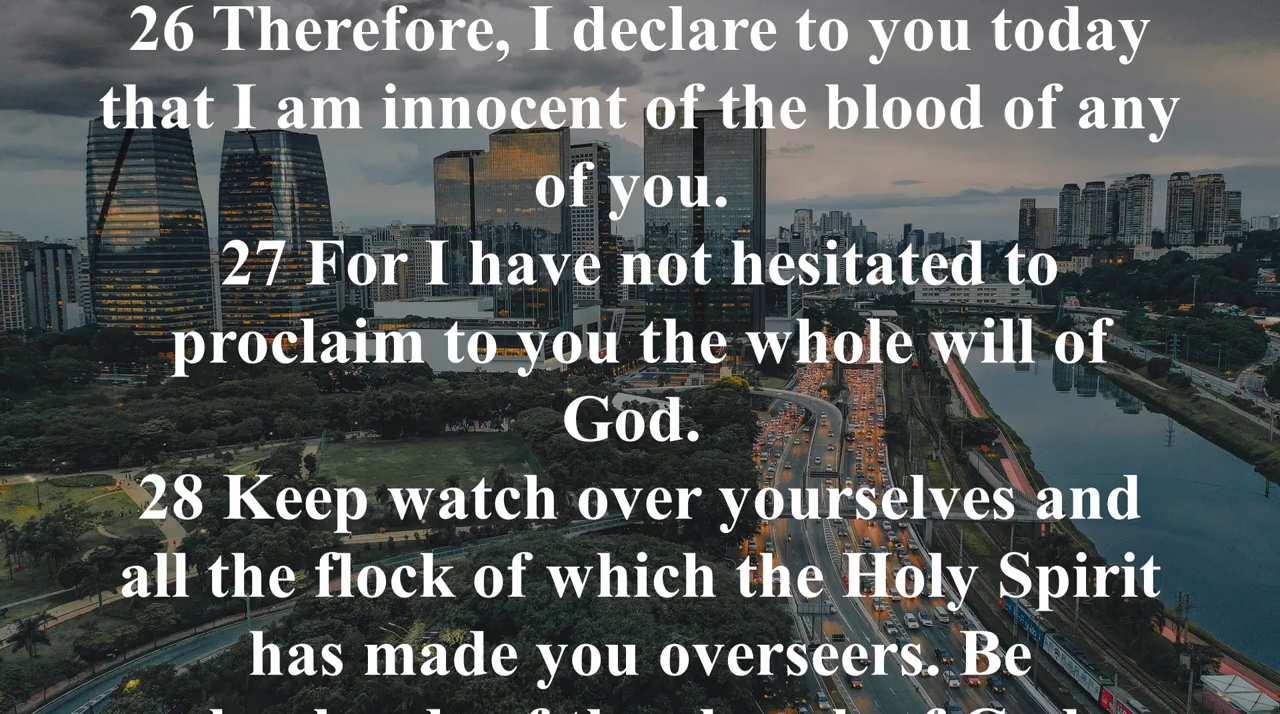 26 Therefore, I declare to you today
that I am innocent of the blood of any
of you.
27 For I have not hesitated to
proclaim to you the whole will of
God.
28 Keep watch over yourselves and
all the flock of which the Holy Spirit
has made you overseers. Be